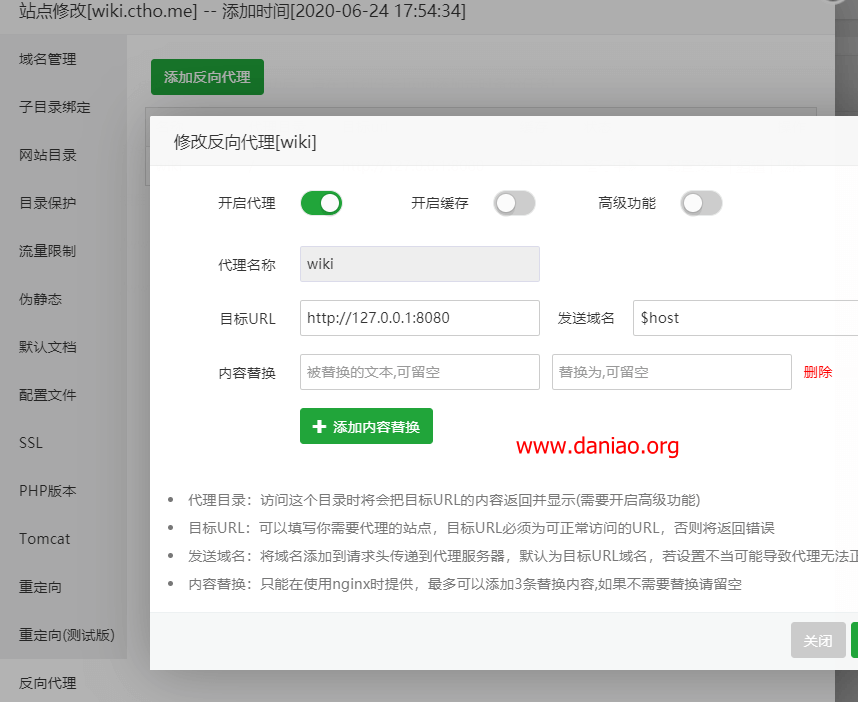 站点修改[wiki.ctho.me] -- 添加时间[2020-06-24 17:54:34]
域名管理
子目录绑定
网站目录
目录保护
流量限制
伪静态
默认文档
配置文件
SSL
PHP版本
Tomcat
重定向
重定向(测试版)
反向代理
添加反向代理
修改反向代理[wiki]
开启代理 开启缓存 高级功能
代理名称 wiki
目标URL http://127.0.0.1:8080 发送域名 $host
内容替换 被替换的文本,可留空 替换为,可留空 删除
添加内容替换
www.daniao.org
代理目录：访问这个目录时将会把目标URL的内容返回并显示(需要开启高级功能)
目标URL：可以填写你需要代理的站点，目标URL必须为可正常访问的URL，否则将返回错误
发送域名：将域名添加到请求头传递到代理服务器，默认为目标URL域名，若设置不当可能导致代理无法正
内容替换：只能在使用nginx时提供，最多可以添加3条替换内容,如果不需要替换请留空
关闭